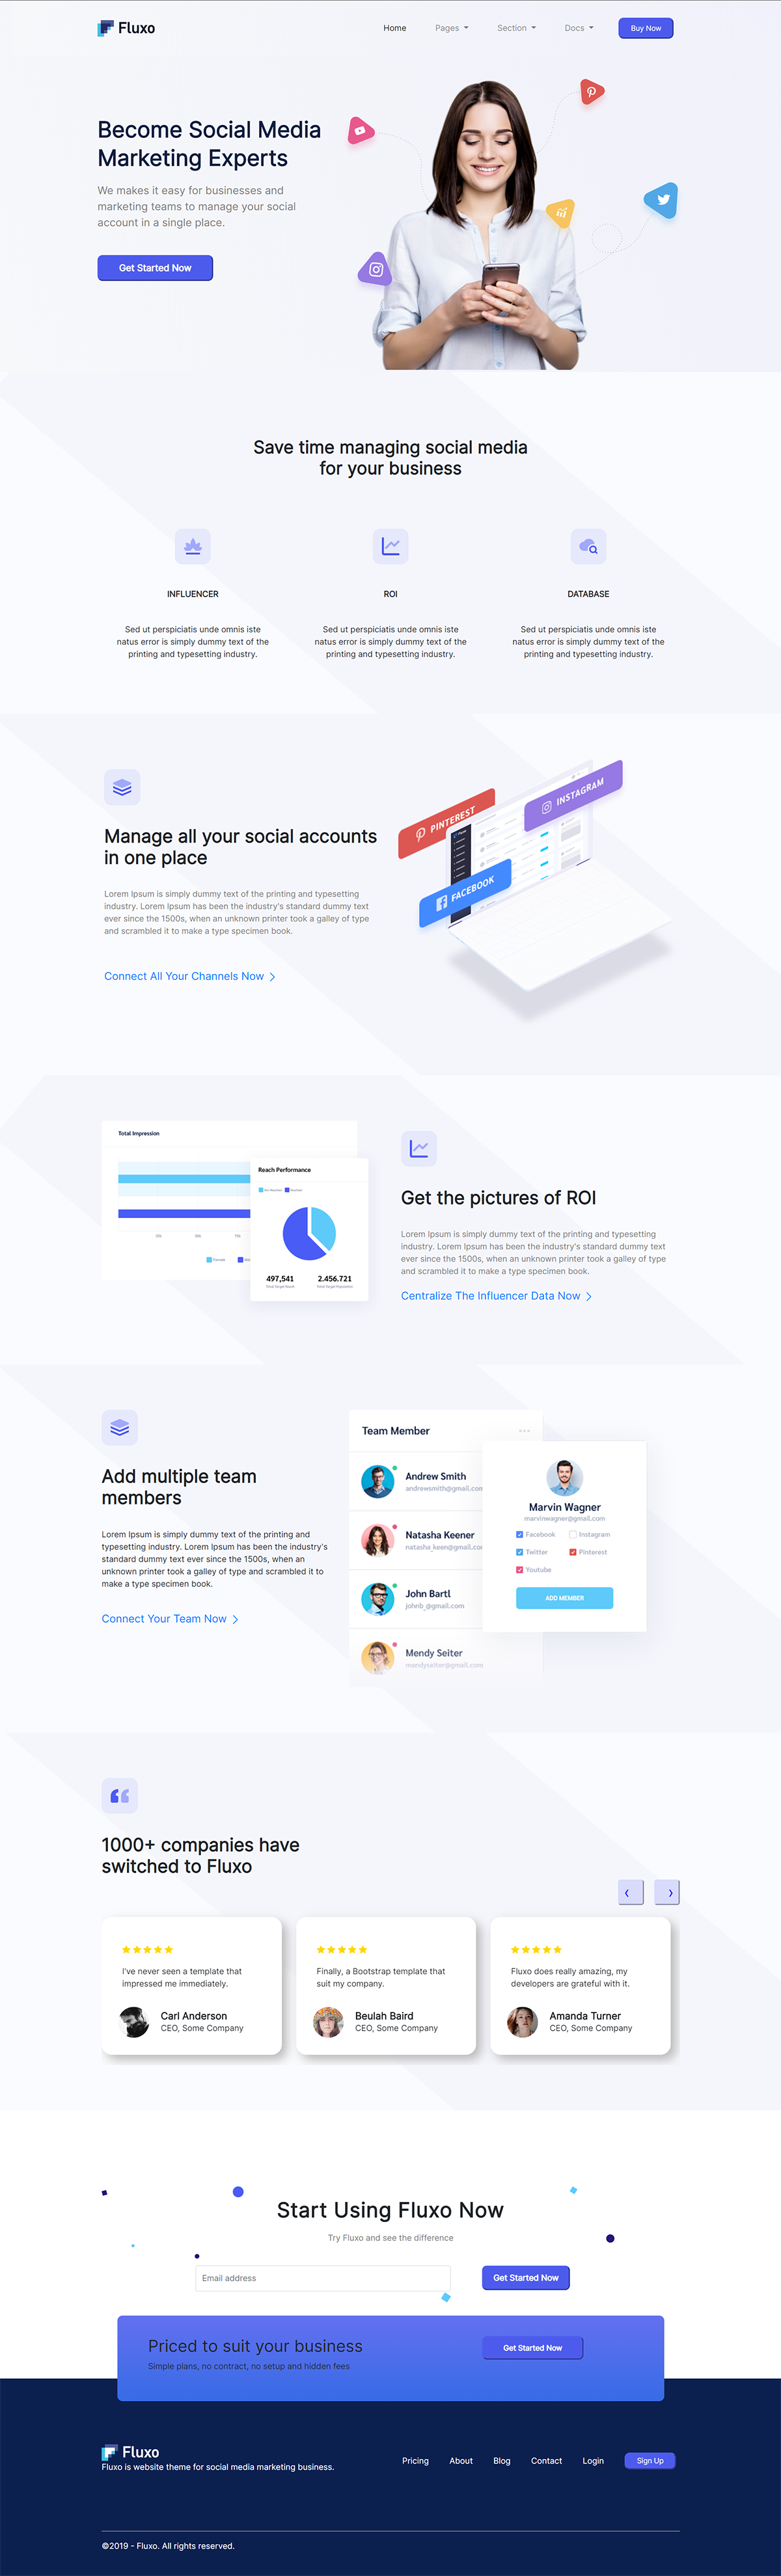 Fluxo
Home Pages Section Docs Buy Now
Become Social Media
Marketing Experts
We makes it easy for businesses and
marketing teams to manage your social
account in a single place.
Get Started Now
Save time managing social media
for your business
INFLUENCER
Sed ut perspiciatis unde omnis iste
natus error is simply dummy text of the
printing and typesetting industry.
ROI
Sed ut perspiciatis unde omnis iste
natus error is simply dummy text of the
printing and typesetting industry.
DATABASE
Sed ut perspiciatis unde omnis iste
natus error is simply dummy text of the
printing and typesetting industry.
Manage all your social accounts
in one place
Lorem Ipsum is simply dummy text of the printing and typesetting
industry. Lorem Ipsum has been the industry's standard dummy text
ever since the 1500s, when an unknown printer took a galley of type
and scrambled it to make a type specimen book.
Connect All Your Channels Now
PINTEREST
INSTAGRAM
FACEBOOK
Total Impression
Reach Performance
497,541
Total Target Reach
2.456.721
Total Target Population
Female
Get the pictures of ROI
Lorem Ipsum is simply dummy text of the printing and typesetting
industry. Lorem Ipsum has been the industry's standard dummy text
ever since the 1500s, when an unknown printer took a galley of type
and scrambled it to make a type specimen book.
Centralize The Influencer Data Now
Add multiple team
members
Lorem Ipsum is simply dummy text of the printing and
typesetting industry. Lorem Ipsum has been the industry's
standard dummy text ever since the 1500s, when an
unknown printer took a galley of type and scrambled it to
make a type specimen book.
Connect Your Team Now
Team Member
Andrew Smith
andrewsmith@gmail.com
Natasha Keener
natasha_keen@gmail.co
John Bartl
johnb_@gmail.com
Mendy Seiter
mendyseiter@gmail.com
Marvin Wagner
marvinwagner@gmail.com
Facebook Instagram
Twitter Pinterest
Youtube
ADD MEMBER
1000+ companies have
switched to Fluxo
I've never seen a template that
impressed me immediately.
Carl Anderson
CEO, Some Company
Finally, a Bootstrap template that
suit my company.
Beulah Baird
CEO, Some Company
Fluxo does really amazing, my
developers are grateful with it.
Amanda Turner
CEO, Some Company
Start Using Fluxo Now
Try Fluxo and see the difference
Email address
Get Started Now
Priced to suit your business
Simple plans, no contract, no setup and hidden fees
Get Started Now
Fluxo
Fluxo is website theme for social media marketing business.
Pricing About Blog Contact Login Sign Up
©2019 - Fluxo. All rights reserved.